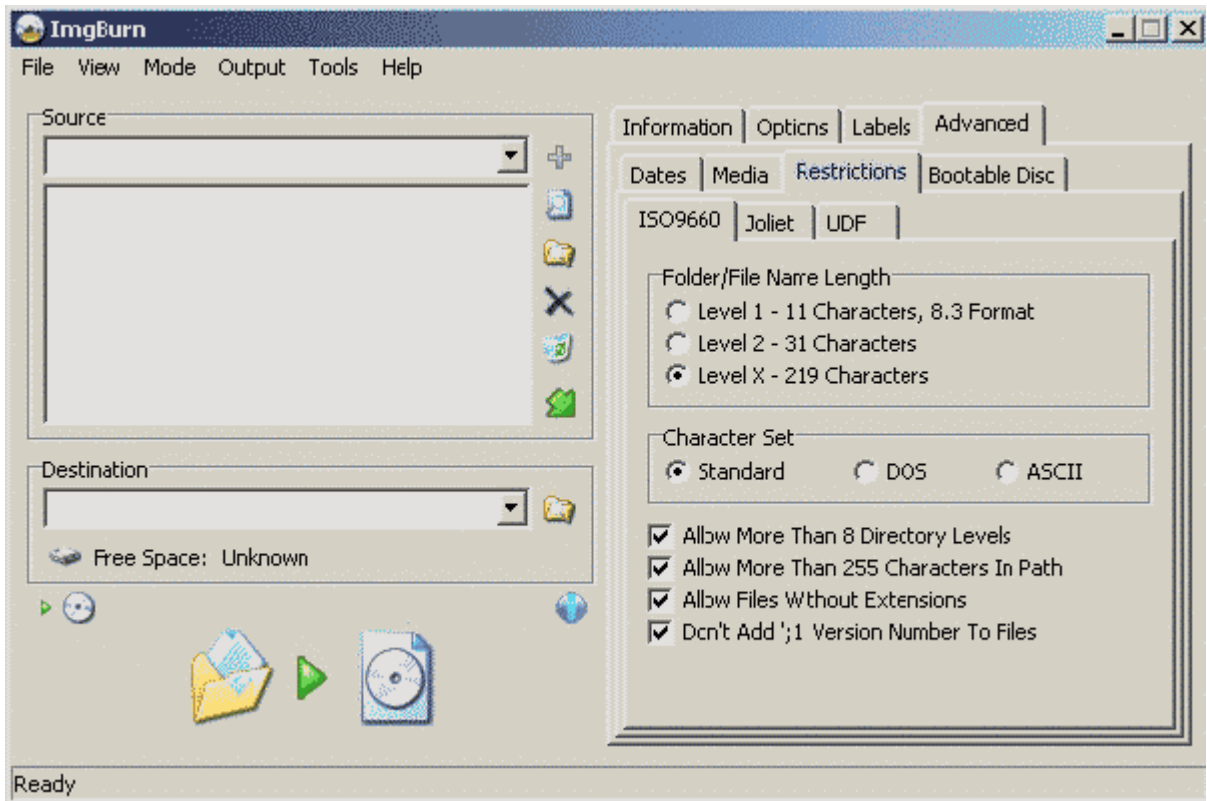 ImgBurn
File View Mode Output Tools Help
Source
Destination
Free Space: Unknown
Information Options Labels Advanced
Dates Media Restrictions Bootable Disc
ISO9660 Joliet UDF
Folder/File Name Length
Level 1 - 11 Characters, 8.3 Format
Level 2 - 31 Characters
Level X - 219 Characters
Character Set
Standard DOS ASCII
Allow More Than 8 Directory Levels
Allow More Than 255 Characters In Path
Allow Files Without Extensions
Don't Add ';1 Version Number To Files
Ready